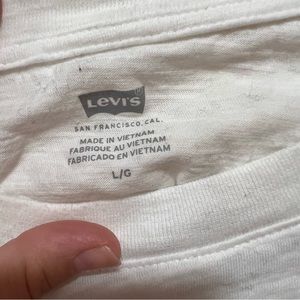 LEVI'S
SAN FRANCISCO, CAL.
MADE IN VIETNAM
FABRIQUE AU VIETNAM
FABRICADO EN VIETNAM
L/G